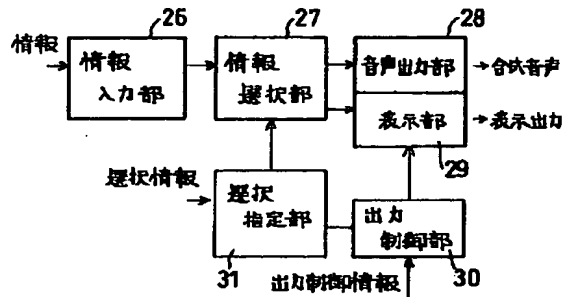 26
27
28
情報
情報
入力部
情報
選択部
音声出力部
合成音声
表示部
表示出力
29
選択情報
選択
指定部
出力
制御部
31
出力制御情報
30